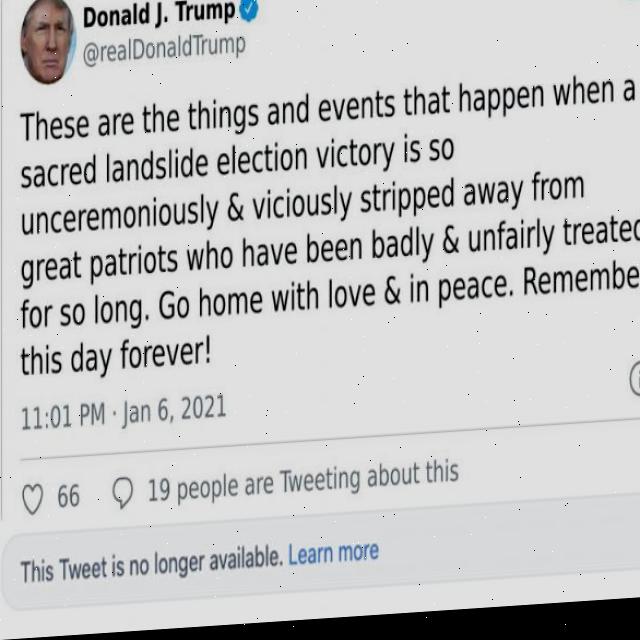 Donald J. Trump
@realDonaldTrump
These are the things and events that happen when a
sacred landslide election victory is so
unceremoniously & viciously stripped away from
great patriots who have been badly & unfairly treated
for so long. Go home with love & in peace. Remembe
this day forever!
11:01 PM · Jan 6, 2021
66 19 people are Tweeting about this
This Tweet is no longer available. Learn more